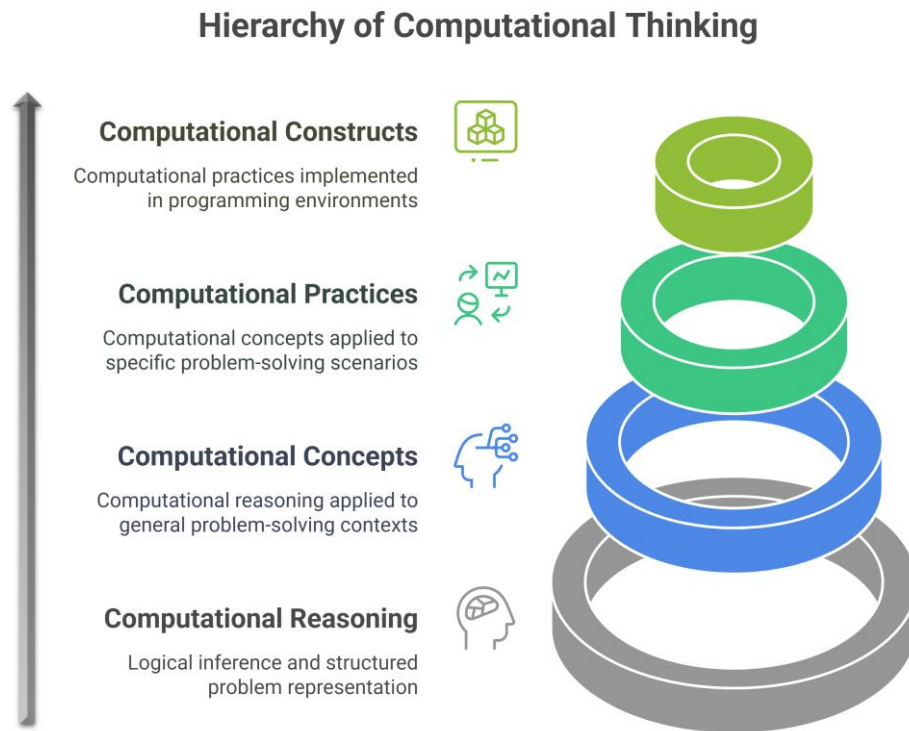 Hierarchy of Computational Thinking
Computational Constructs
Computational practices implemented
in programming environments
Computational Practices
Computational concepts applied to
specific problem-solving scenarios
Computational Concepts
Computational reasoning applied to
general problem-solving contexts
Computational Reasoning
Logical inference and structured
problem representation